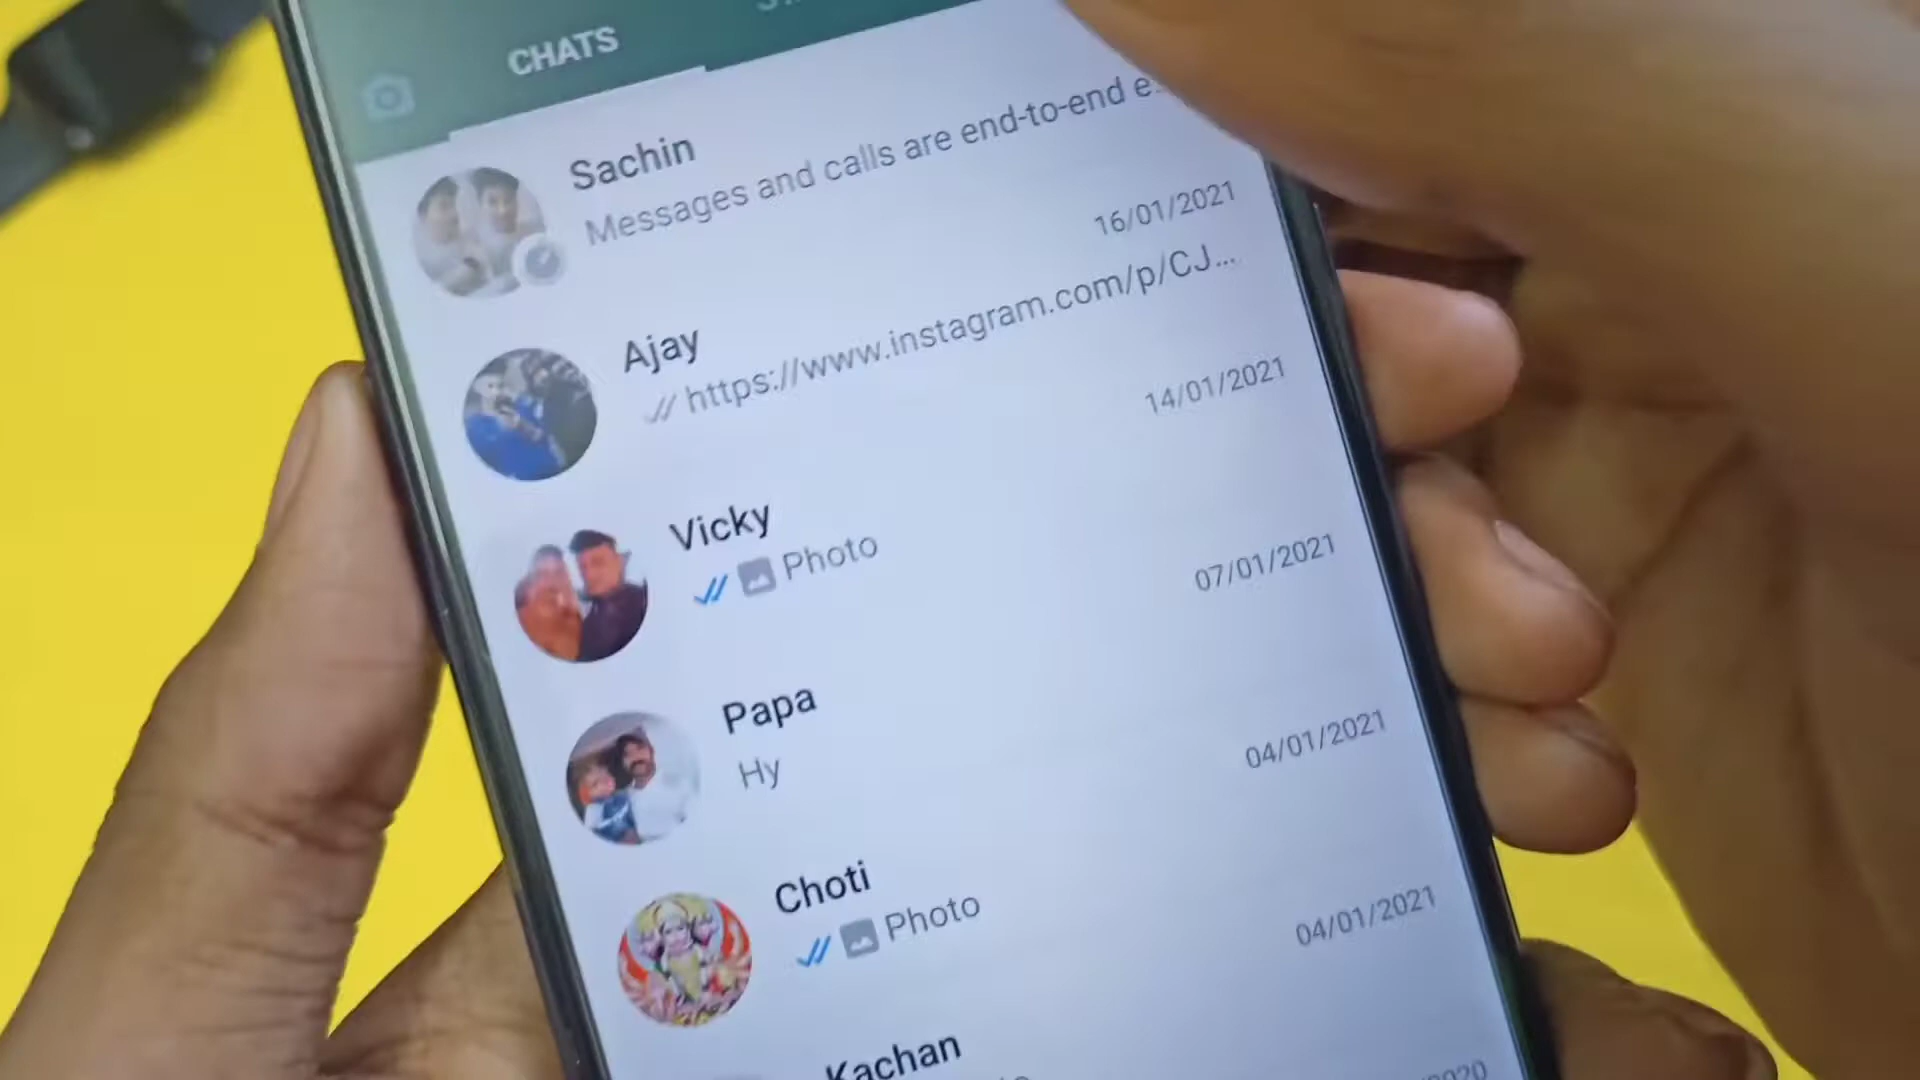 CHATS
Sachin
Messages and calls are end-to-end e
16/01/2021
Ajay
https://www.instagram.com/p/CJ...
14/01/2021
Vicky
Photo
07/01/2021
Papa
Hy
04/01/2021
Choti
Photo
04/01/2021
Kachan